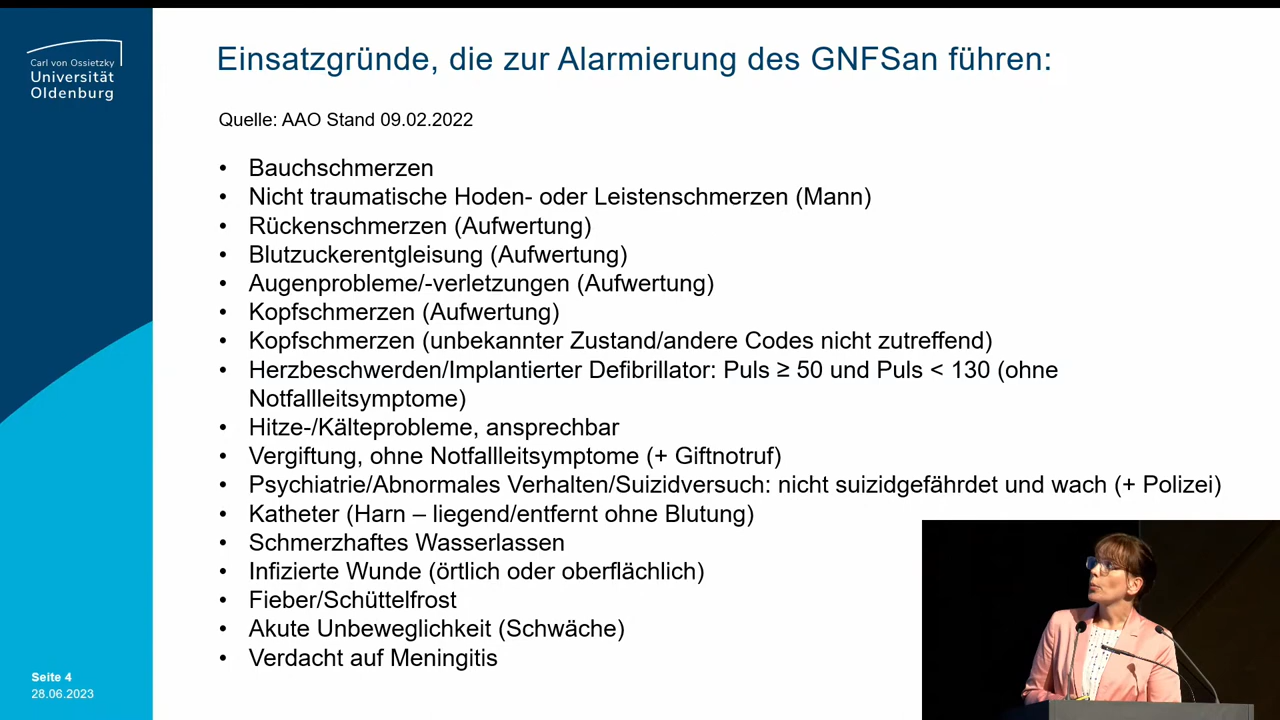 Carl von Ossietzky
Universität
Oldenburg
Einsatzgründe, die zur Alarmierung des GNFSan führen:
Quelle: AAO Stand 09.02.2022
• Bauchschmerzen
• Nicht traumatische Hoden- oder Leistenschmerzen (Mann)
• Rückenschmerzen (Aufwertung)
• Blutzuckerentgleisung (Aufwertung)
• Augenprobleme/-verletzungen (Aufwertung)
• Kopfschmerzen (Aufwertung)
• Kopfschmerzen (unbekannter Zustand/andere Codes nicht zutreffend)
• Herzbeschwerden/Implantierter Defibrillator: Puls ≥ 50 und Puls < 130 (ohne
Notfallleitsymptome)
• Hitze-/Kälteprobleme, ansprechbar
• Vergiftung, ohne Notfallleitsymptome (+ Giftnotruf)
• Psychiatrie/Abnormales Verhalten/Suizidversuch: nicht suizidgefährdet und wach (+ Polizei)
• Katheter (Harn – liegend/entfernt ohne Blutung)
• Schmerzhaftes Wasserlassen
• Infizierte Wunde (örtlich oder oberflächlich)
• Fieber/Schüttelfrost
• Akute Unbeweglichkeit (Schwäche)
• Verdacht auf Meningitis
Seite 4
28.06.2023